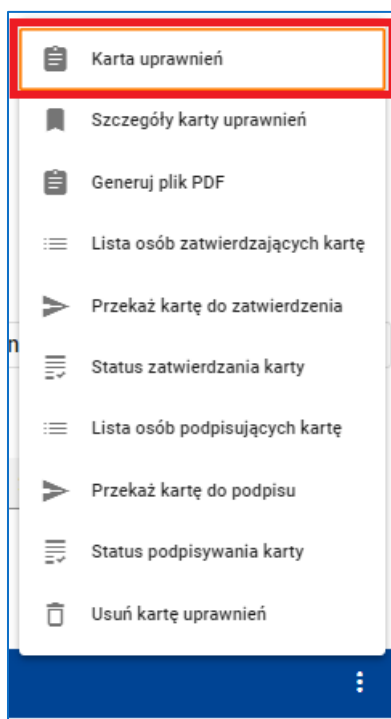 Karta uprawnień
Szczegóły karty uprawnień
Generuj plik PDF
Lista osób zatwierdzających kartę
Przekaż kartę do zatwierdzenia
n
Status zatwierdzania karty
Lista osób podpisujących kartę
Przekaż kartę do podpisu
Status podpisywania karty
Usuń kartę uprawnień